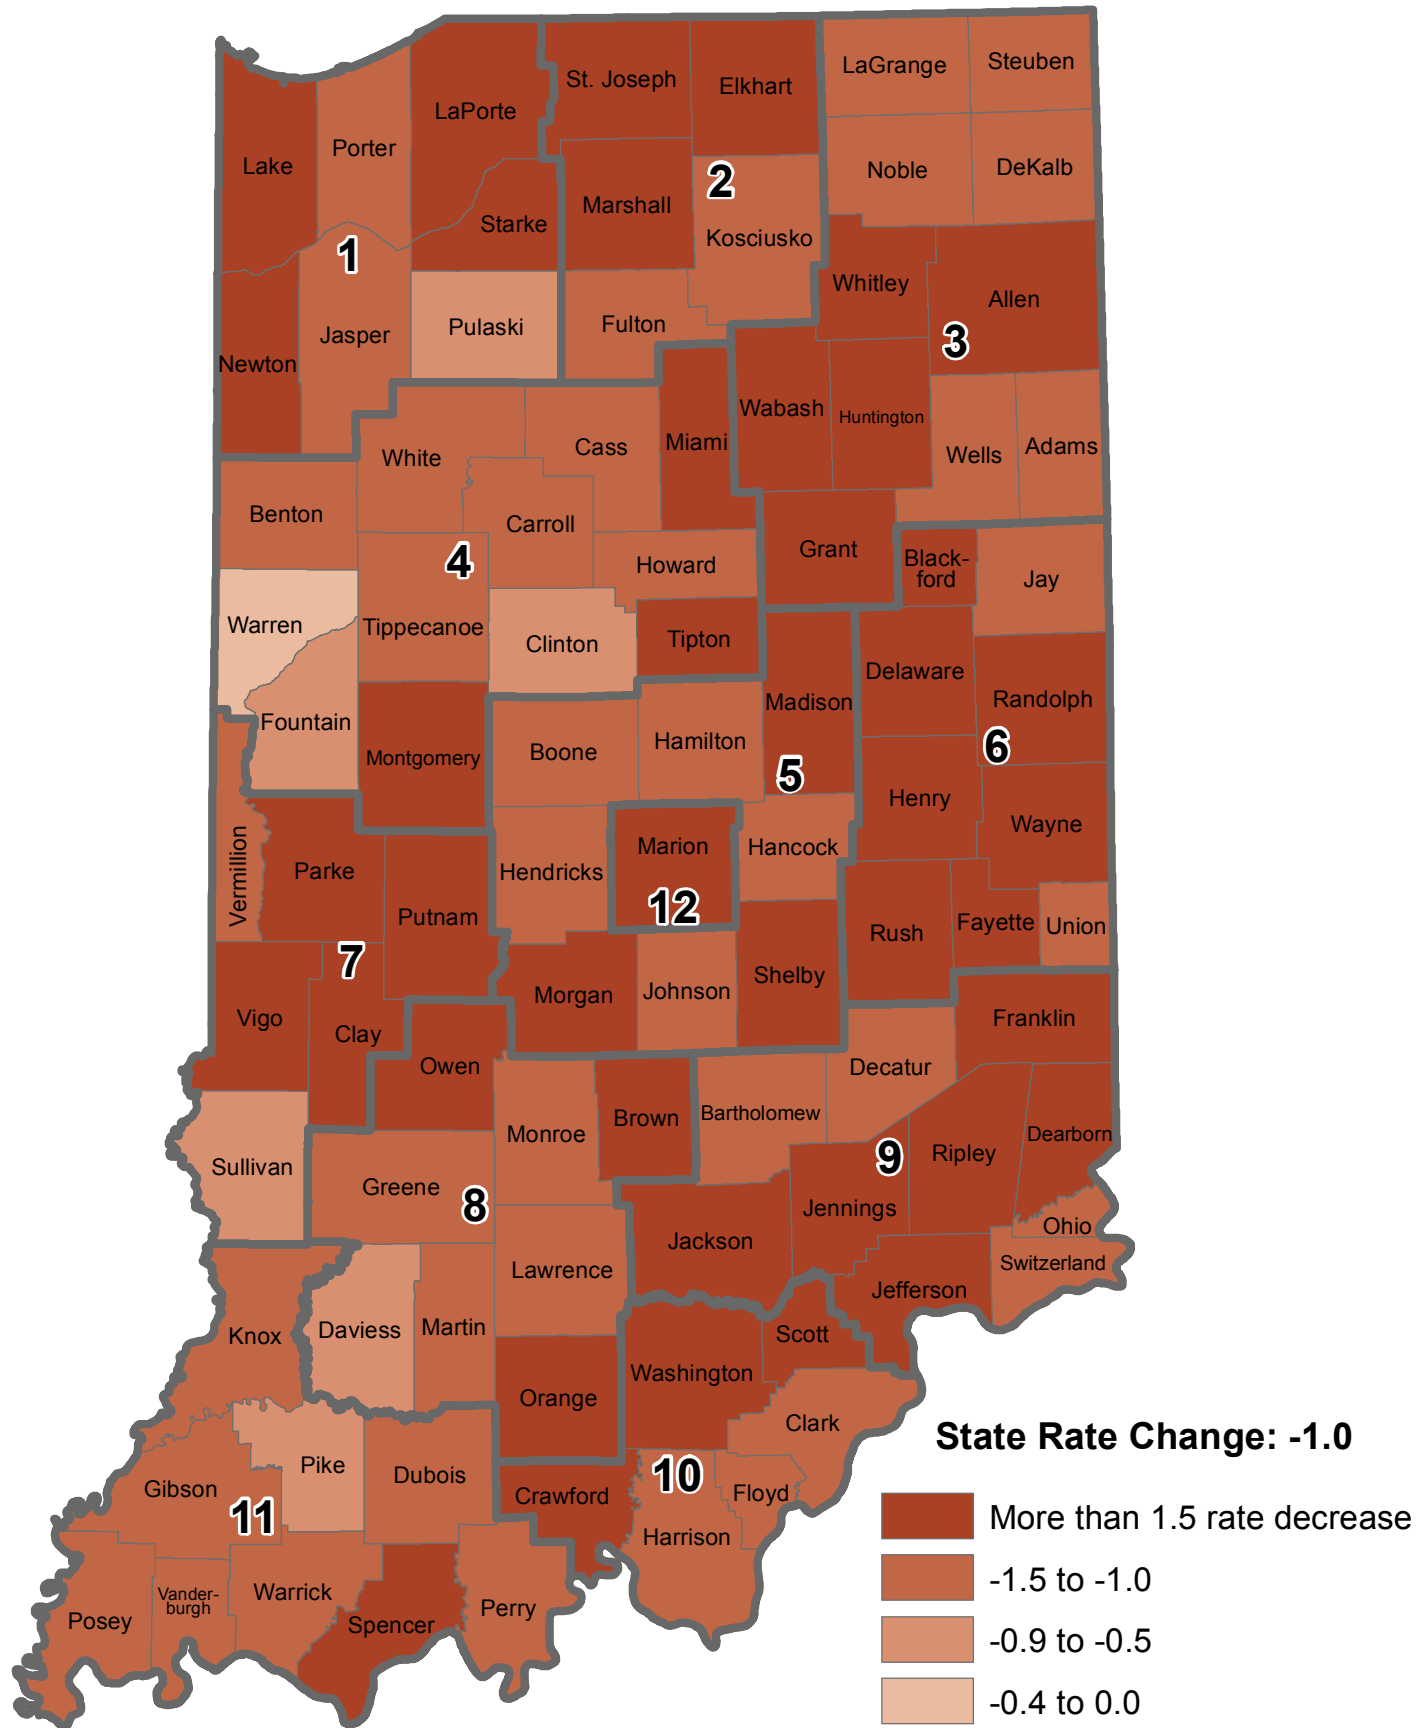 LaGrange
Steuben
St. Joseph
Elkhart
LaPorte
Porter
Lake
Noble
DeKalb
2
Marshall
Starke
Kosciusko
1
Whitley
Allen
Jasper
Pulaski
Fulton
3
Newton
Wabash
Huntington
Miami
Cass
White
Wells
Adams
Benton
Carroll
Grant
4
Howard
Black-
ford
Jay
Warren
Tippecanoe
Clinton
Tipton
Delaware
Randolph
Madison
Fountain
Hamilton
6
Boone
Montgomery
5
Henry
Wayne
Marion
Hancock
Vermillion
Parke
Hendricks
12
Putnam
Rush
Fayette
Union
7
Shelby
Morgan
Johnson
Vigo
Clay
Franklin
Owen
Decatur
Brown
Bartholomew
Monroe
Dearborn
9
Ripley
Sullivan
Greene
8
Jennings
Ohio
Jackson
Switzerland
Lawrence
Jefferson
Knox
Daviess
Martin
Scott
Washington
Orange
Clark
State Rate Change: -1.0
Pike
Dubois
10
Gibson
Crawford
Floyd
11
Harrison
More than 1.5 rate decrease
-1.5 to -1.0
Warrick
Vander-
burgh
Perry
Posey
Spencer
-0.9 to -0.5
-0.4 to 0.0